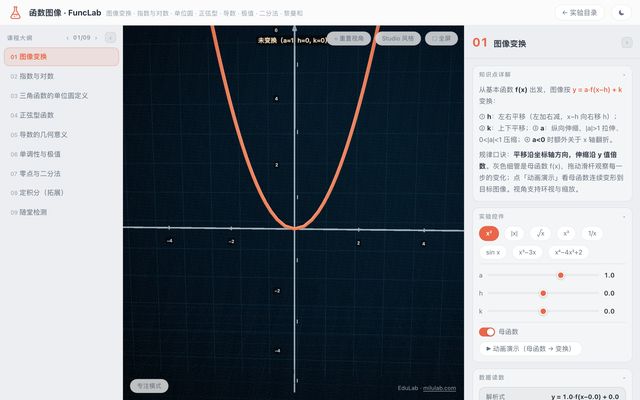 函数图像 · FuncLab
图像变换 · 指数与对数 · 单位圆 · 正弦型 · 导数 · 极值 · 二分法 · 黎曼和
← 实验目录
课程大纲
‹ 01/09 ›
01 图像变换
02 指数与对数
03 三角函数的单位圆定义
04 正弦型函数
05 导数的几何意义
06 单调性与极值
07 零点与二分法
08 定积分（拓展）
09 随堂检测
未变换（a=1, h=0, k=0）
重置视角
Studio 风格
全屏
6
4
2
-4
-2
2
4
-2
-4
专注模式
EduLab · milulab.com
01 图像变换
知识点详解
从基本函数 f(x) 出发，图像按 y = a·f(x−h) + k
变换：
① h：左右平移（左加右减，x−h 向右移 h）；
② k：上下平移；③ a：纵向伸缩，|a|>1 拉伸、
0<|a|<1 压缩；④ a<0 时额外关于 x 轴翻折。
规律口诀：平移沿坐标轴方向，伸缩沿 y 值倍
数。灰色细管是母函数 f(x)，拖动滑杆观察每一
步的变化；点「动画演示」看母函数连续变形到
目标图像。视角支持环视与缩放。
实验控件
x² |x| √x x³ 1/x
sin x x³−3x x⁴−4x²+2
a 1.0
h 0.0
k 0.0
母函数
▶ 动画演示（母函数 → 变换）
数据读数
解析式 y = 1.0·f(x−0.0) + 0.0